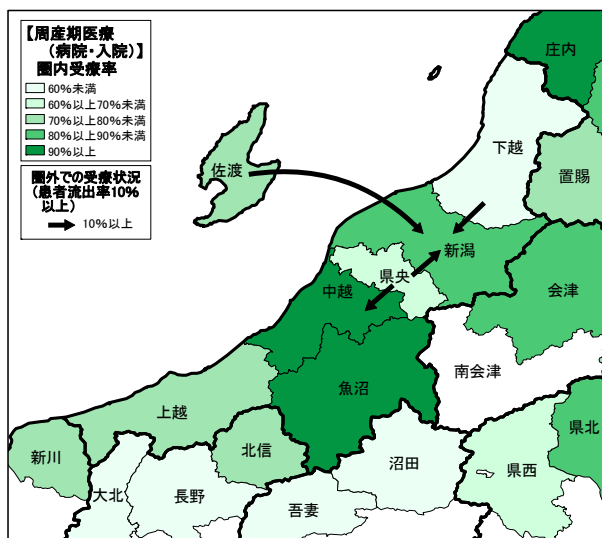 【周産期医療
（病院・入院）】
圏内受療率
60％未満
60％以上70％未満
70％以上80％未満
80％以上90％未満
90％以上
圏外での受療状況
（患者流出率10％
以上）
10％以上
庄内
下越
置賜
佐渡
新潟
県央
会津
中越
南会津
魚沼
上越
県北
新川
北信
沼田
県西
大北
長野
吾妻